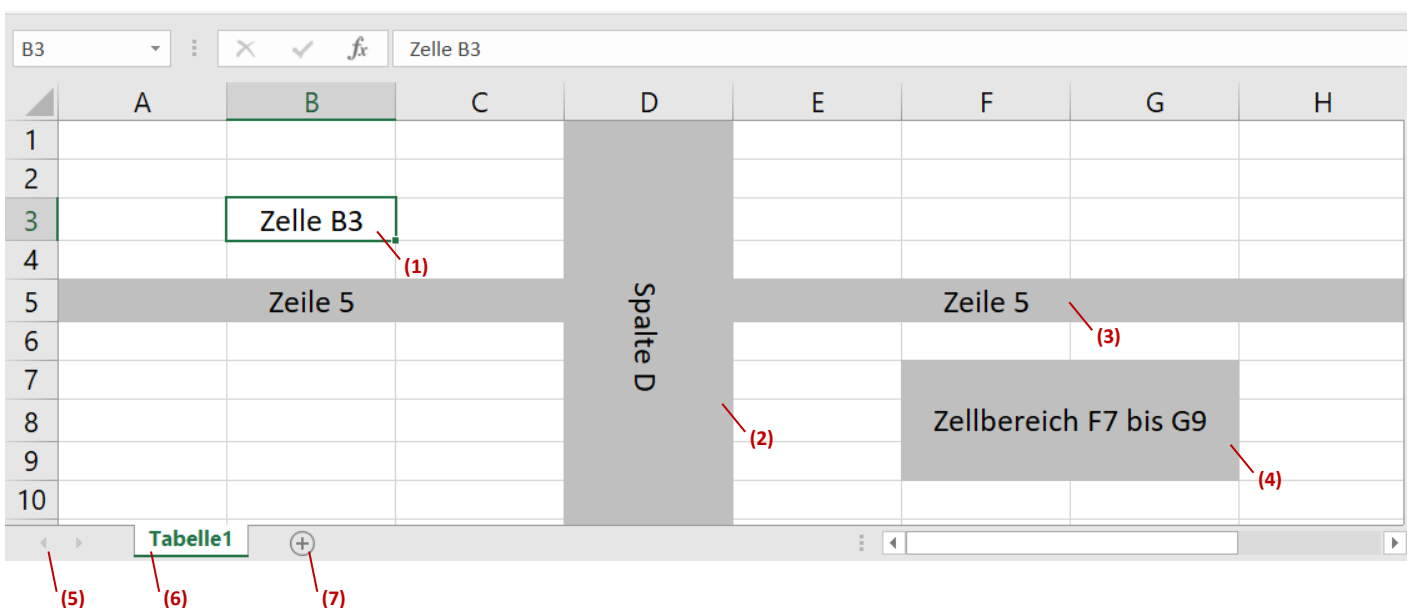 B3 fx Zelle B3
A B C D E F G H
1
2
3 Zelle B3
4 (1)
5 Zeile 5 Spalte D Zeile 5
6 (3)
7
8 Zellbereich F7 bis G9
(2)
9
(4)
10
Tabelle1
(5) (6) (7)